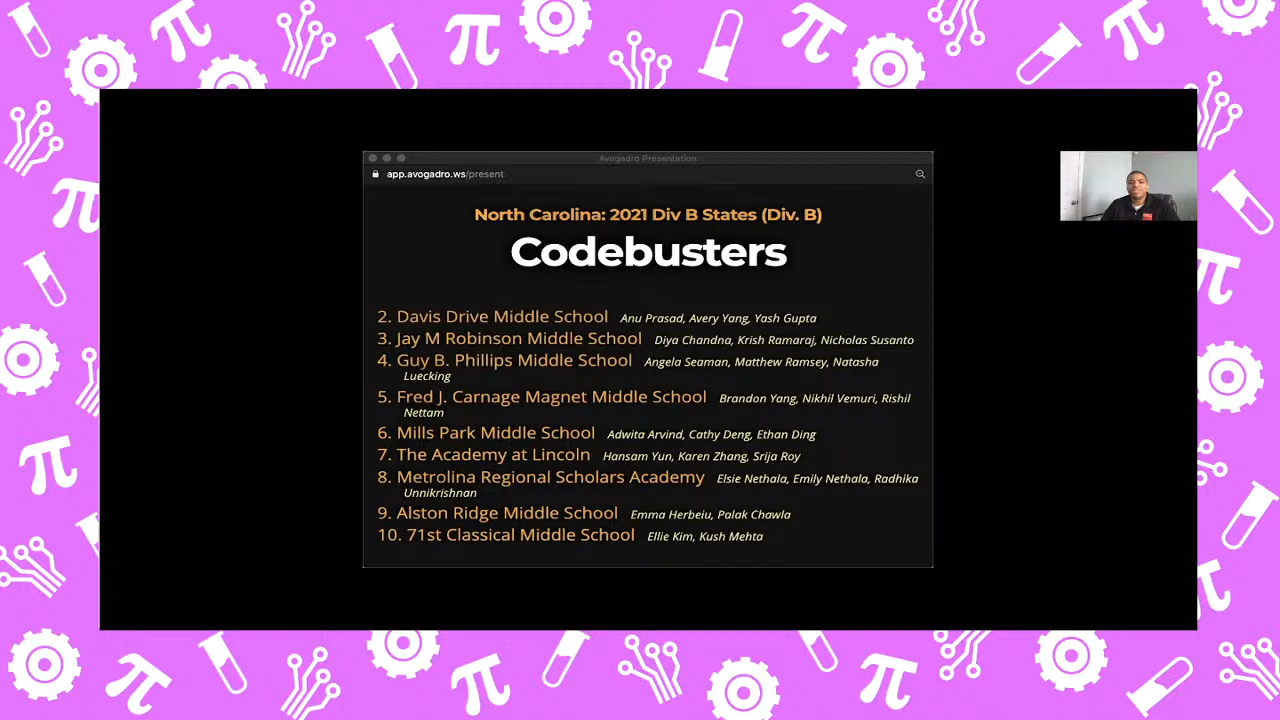 Avogadro Presentation
app.avogadro.ws/present
North Carolina: 2021 Div B States (Div. B)
Codebusters
2. Davis Drive Middle School Anu Prasad, Avery Yang, Yash Gupta
3. Jay M Robinson Middle School Diya Chandna, Krish Ramaraj, Nicholas Susanto
4. Guy B. Phillips Middle School Angela Seaman, Matthew Ramsey, Natasha
Luecking
5. Fred J. Carnage Magnet Middle School Brandon Yang, Nikhil Vemuri, Rishil
Nettam
6. Mills Park Middle School Adwita Arvind, Cathy Deng, Ethan Ding
7. The Academy at Lincoln Hansam Yun, Karen Zhang, Srija Roy
8. Metrolina Regional Scholars Academy Elsie Nethala, Emily Nethala, Radhika
Unnikrishnan
9. Alston Ridge Middle School Emma Herbeiu, Palak Chawla
10. 71st Classical Middle School Ellie Kim, Kush Mehta